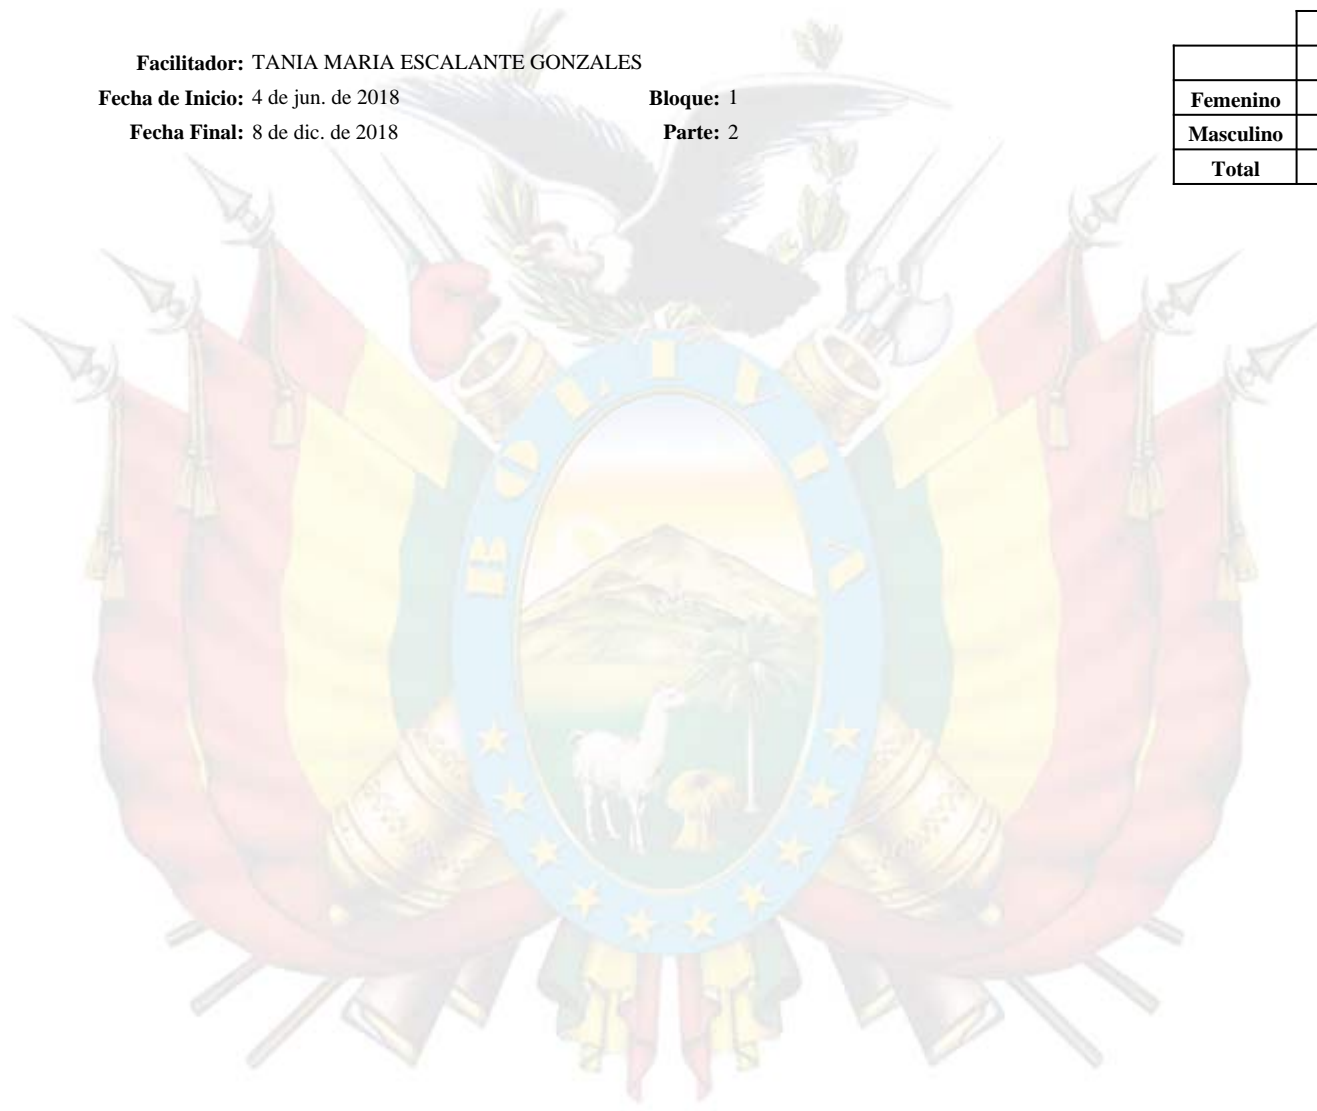 Facilitador: TANIA MARIA ESCALANTE GONZALES
Fecha de Inicio: 4 de jun. de 2018 Bloque: 1
Fecha Final: 8 de dic. de 2018 Parte: 2
Femenino
Masculino
Total
BOLIVIA